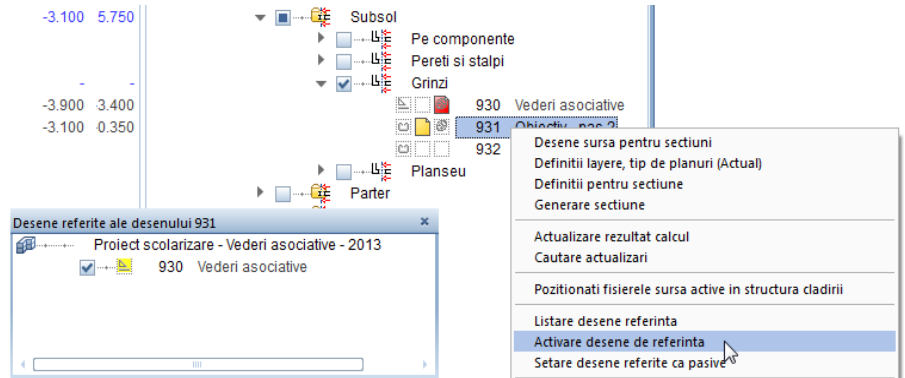 -3.100 5.750 Subsol
Pe componente
Pereti si stalpi
- - Grinzi
-3.900 3.400 930 Vederi asociative
-3.100 0.350 931 Obiectiv - pas 2
932
Planseu
Parter
Desene sursa pentru sectiuni
Definitii layere, tip de planuri (Actual)
Definitii pentru sectiune
Generare sectiune
Actualizare rezultat calcul
Cautare actualizari
Pozitionati fisierele sursa active in structura cladirii
Listare desene referinta
Activare desene de referinta
Setare desene referite ca pasive
Desene referite ale desenului 931
Proiect scolarizare - Vederi asociative - 2013
930 Vederi asociative